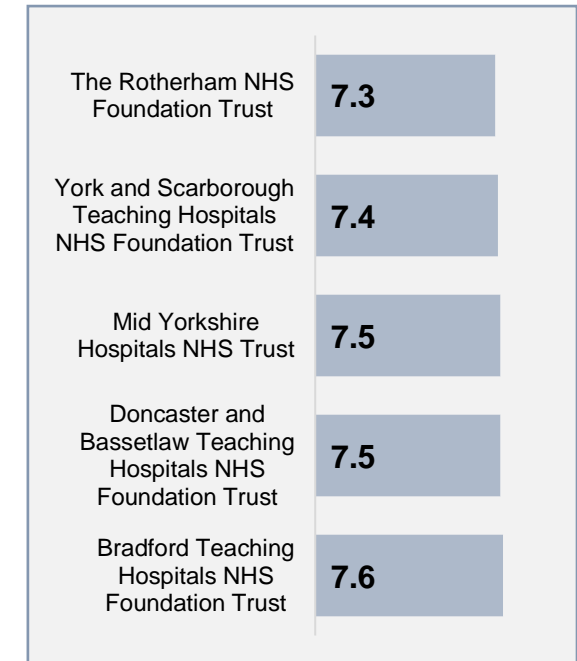 The Rotherham NHS
Foundation Trust
7.3
York and Scarborough
Teaching Hospitals
NHS Foundation Trust
7.4
Mid Yorkshire
Hospitals NHS Trust
7.5
Doncaster and
Bassetlaw Teaching
Hospitals NHS
Foundation Trust
7.5
Bradford Teaching
Hospitals NHS
Foundation Trust
7.6